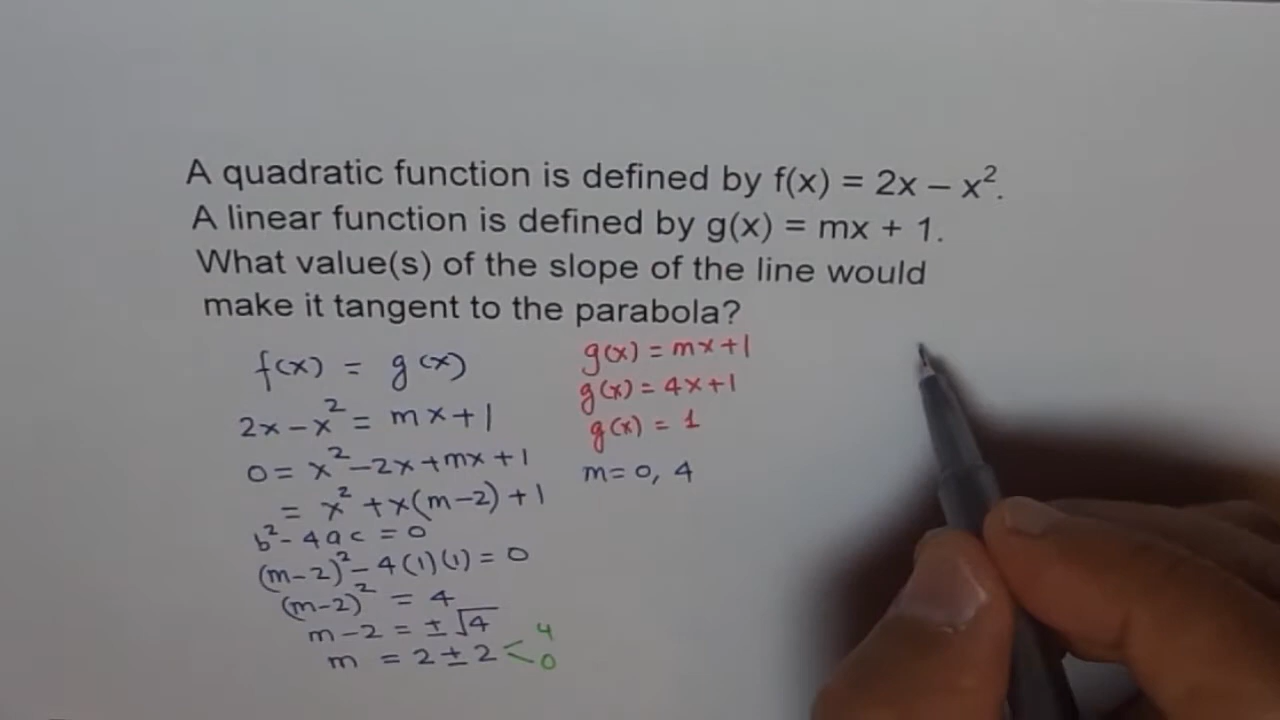 A quadratic function is defined by f(x) = 2x – x².
A linear function is defined by g(x) = mx + 1.
What value(s) of the slope of the line would
make it tangent to the parabola?
f(x) = g(x)
2x – x² = mx+1
0 = x² – 2x + mx + 1
= x² + x(m–2) + 1
b² – 4ac = 0
(m–2)² – 4(1)(1) = 0
(m–2)² = 4
m – 2 = ± √4
m = 2 ± 2 < 4
0
g(x) = mx+1
g(x) = 4x+1
g(x) = 1
m = 0, 4